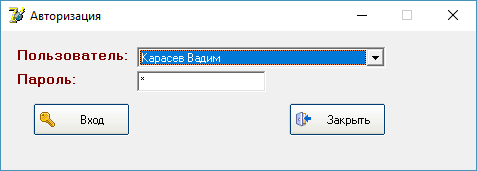 Авторизация
Пользователь: Карасев Вадим
Пароль: *
Вход Закрыть